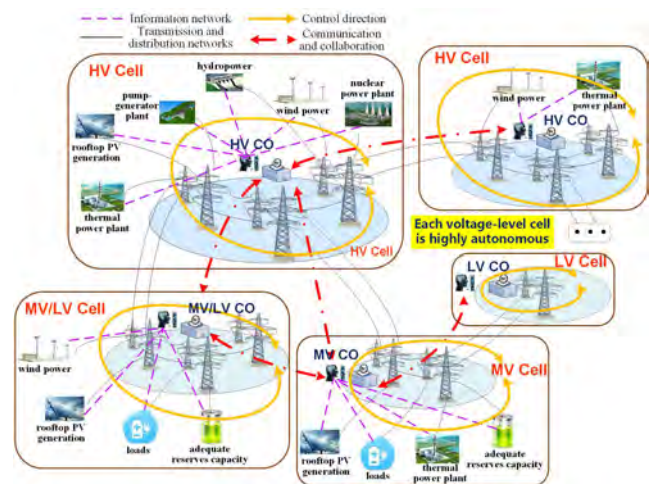 Information network
Control direction
Transmission and
distribution networks
Communication
and collaboration
HV Cell
hydropower
pump-
generator
plant
wind power
nuclear
power plant
rooftop PV
generation
HV CO
thermal
power plant
HV Cell
HV Cell
wind power
thermal
power plant
HV CO
Each voltage-level cell
is highly autonomous
LV CO
LV Cell
MV/LV Cell
MV/LV CO
wind power
rooftop PV
generation
loads
adequate
reserves capacity
MV CO
MV Cell
rooftop PV
generation
loads
thermal
power plant
adequate
reserves capacity